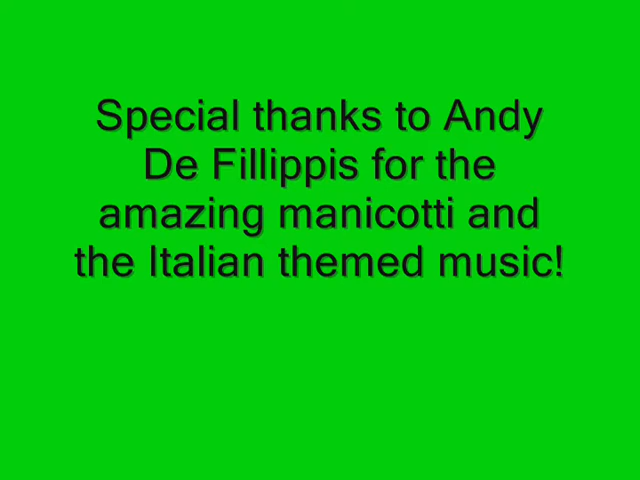 Special thanks to Andy
De Fillippis for the
amazing manicotti and
the Italian themed music!